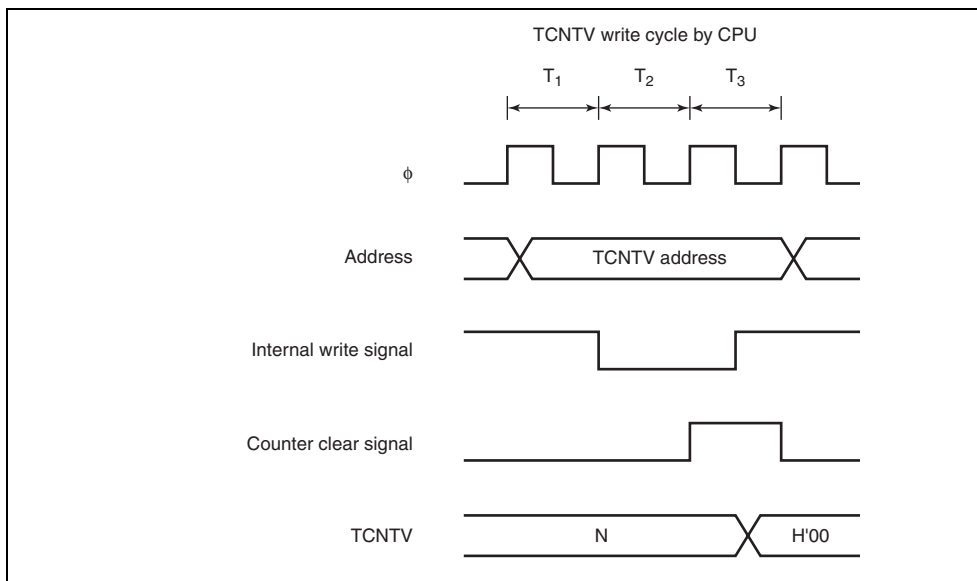 TCNTV write cycle by CPU
T1 T2 T3
ϕ
Address
TCNTV address
Internal write signal
Counter clear signal
TCNTV
N
H'00